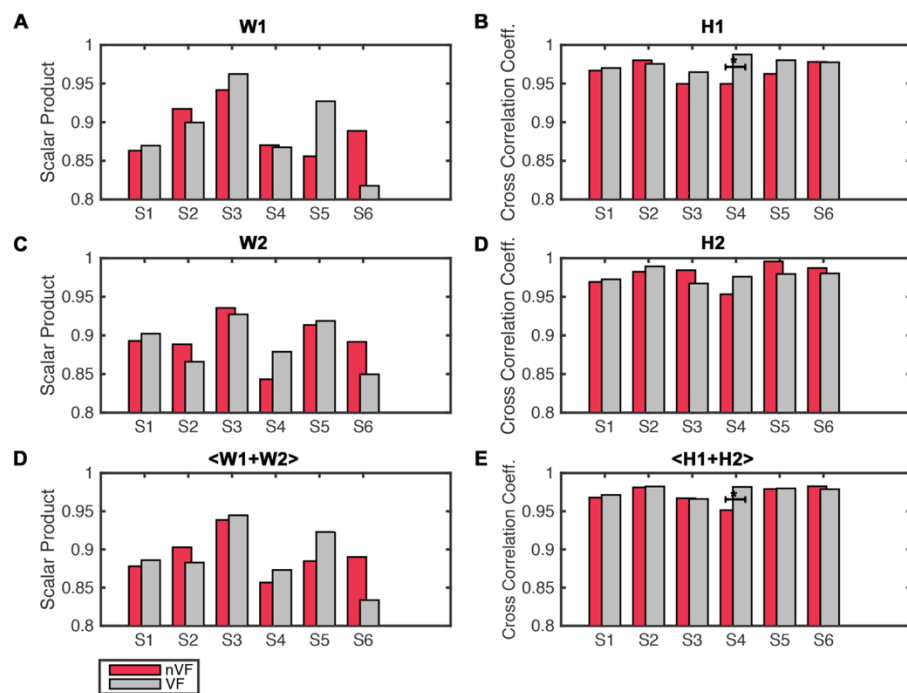 A
W1
Scalar Product
1
0.95
0.9
0.85
0.8
S1 S2 S3 S4 S5 S6
B
H1
Cross Correlation Coeff.
1
0.95
0.9
0.85
0.8
*
S1 S2 S3 S4 S5 S6
C
W2
Scalar Product
1
0.95
0.9
0.85
0.8
S1 S2 S3 S4 S5 S6
D
H2
Cross Correlation Coeff.
1
0.95
0.9
0.85
0.8
S1 S2 S3 S4 S5 S6
D
<W1+W2>
Scalar Product
1
0.95
0.9
0.85
0.8
S1 S2 S3 S4 S5 S6
E
<H1+H2>
Cross Correlation Coeff.
1
0.95
0.9
0.85
0.8
*
S1 S2 S3 S4 S5 S6
nVF
VF